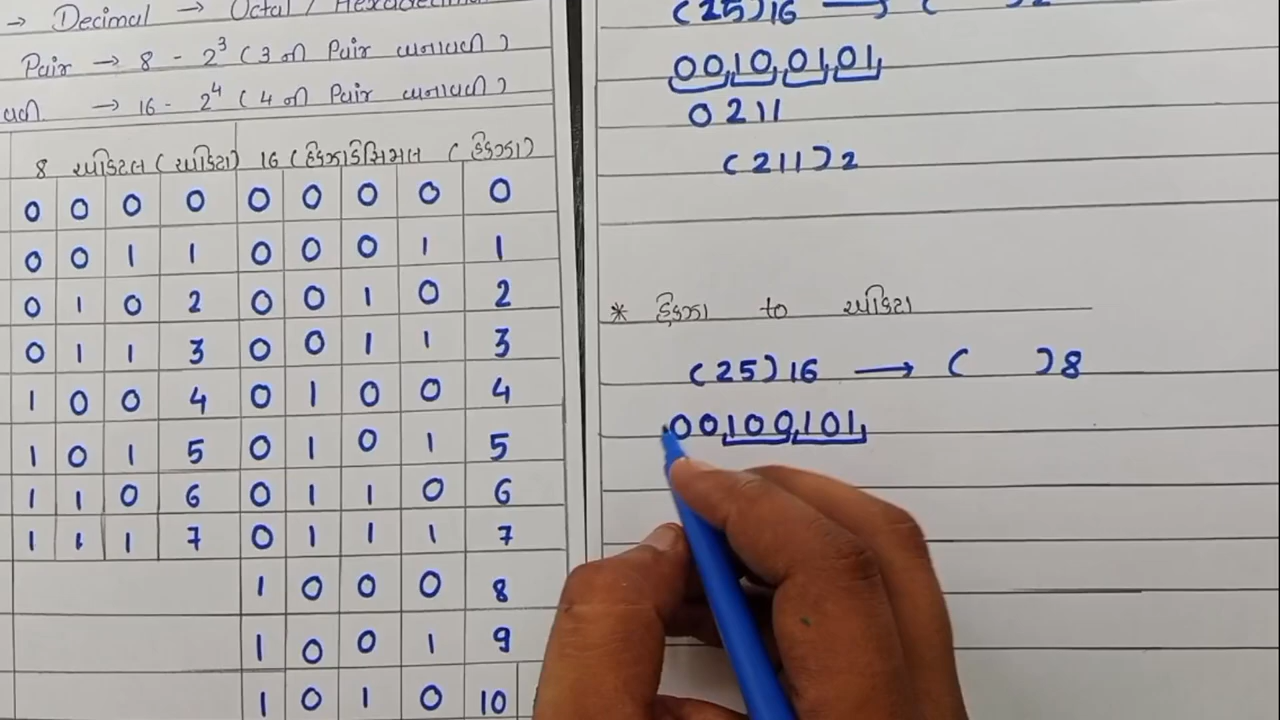 → Decimal → Octal / Hexadecimal
Pair → 8 - 2³ (3 ની Pair બનાવવી)
→ 16 - 2⁴ (4 ની Pair બનાવવી)
8 ઓક્ટિલ (ઓક્ટા) 16 (હેક્ઝાડેસિમલ (હેક્ઝા)
0 0 0 0 0 0 0 0 0
0 0 1 1 0 0 0 1 1
0 1 0 2 0 0 1 0 2
0 1 1 3 0 0 1 1 3
1 0 0 4 0 1 0 0 4
1 0 1 5 0 1 0 1 5
1 1 0 6 0 1 1 0 6
1 1 1 7 0 1 1 1 7
1 0 0 0 8
1 0 0 1 9
1 0 1 0 10
(25)16 → ( )2
00100101
0 2 1 1
(211)2
* હેક્ઝા to ઓક્ટા
(25)16 → ( )8
00100101